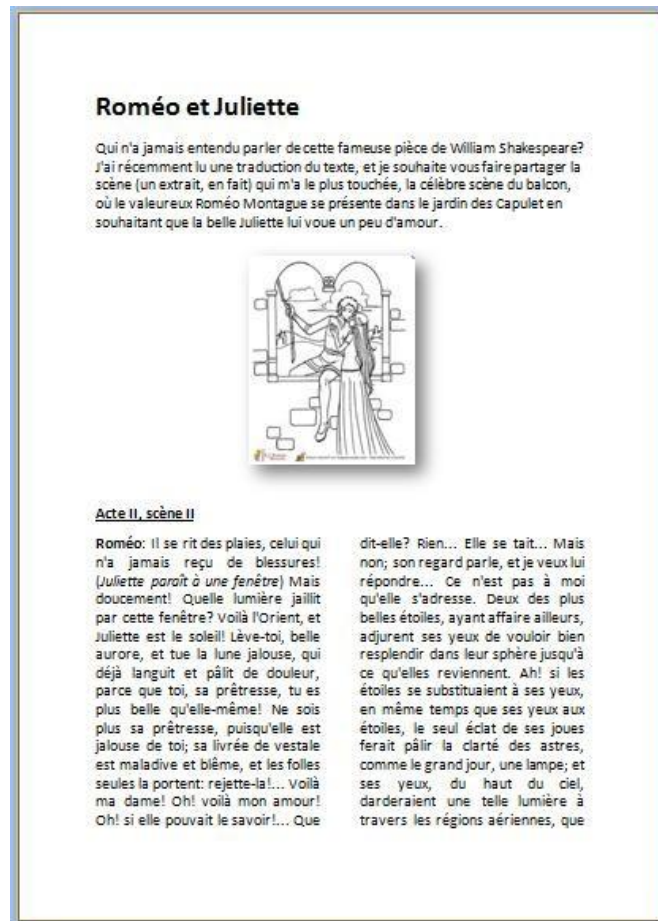 Roméo et Juliette
Qui n'a jamais entendu parler de cette fameuse pièce de William Shakespeare?
J'ai récemment lu une traduction du texte, et je souhaite vous faire partager la
scène (un extrait, en fait) qui m'a le plus touchée, la célèbre scène du balcon,
où le valeureux Roméo Montague se présente dans le jardin des Capulet en
souhaitant que la belle Juliette lui voue un peu d'amour.
Acte II, scène II
Roméo: Il se rit des plaies, celui qui
n'a jamais reçu de blessures!
(Juliette paraît à une fenêtre) Mais
doucement! Quelle lumière jaillit
par cette fenêtre? Voilà l'Orient, et
Juliette est le soleil! Lève-toi, belle
aurore, et tue la lune jalouse, qui
déjà languit et pâlit de douleur,
parce que toi, sa prêtresse, tu es
plus belle qu'elle-même! Ne sois
plus sa prêtresse, puisqu'elle est
jalouse de toi; sa livrée de vestale
est maladive et blême, et les folles
seules la portent: rejette-la!... Voilà
ma dame! Oh! voilà mon amour!
Oh! si elle pouvait le savoir!... Que
dit-elle? Rien... Elle se tait... Mais
non; son regard parle, et je veux lui
répondre... Ce n'est pas à moi
qu'elle s'adresse. Deux des plus
belles étoiles, ayant affaire ailleurs,
adjurent ses yeux de vouloir bien
resplendir dans leur sphère jusqu'à
ce qu'elles reviennent. Ah! si les
étoiles se substituaient à ses yeux,
en même temps que ses yeux aux
étoiles, le seul éclat de ses joues
ferait pâlir la clarté des astres,
comme le grand jour, une lampe; et
ses yeux, du haut du ciel,
darderaient une telle lumière à
travers les régions aériennes, que